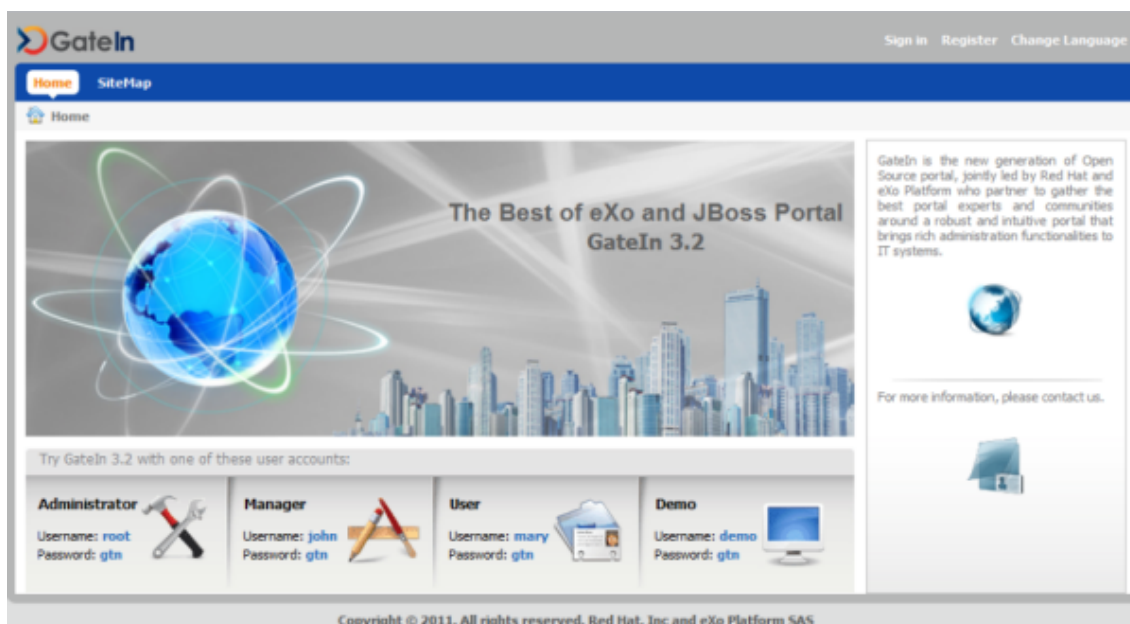 GateIn
Sign in Register Change Language
Home SiteMap
Home
The Best of eXo and JBoss Portal
GateIn 3.2
GateIn is the new generation of Open
Source portal, jointly led by Red Hat and
eXo Platform who partner to gather the
best portal experts and communities
around a robust and intuitive portal that
brings rich administration functionalities to
IT systems.
For more information, please contact us.
Try GateIn 3.2 with one of these user accounts:
Administrator
Username: root
Password: gtn
Manager
Username: john
Password: gtn
User
Username: mary
Password: gtn
Demo
Username: demo
Password: gtn
Copyright © 2011. All rights reserved, Red Hat, Inc and eXo Platform SAS